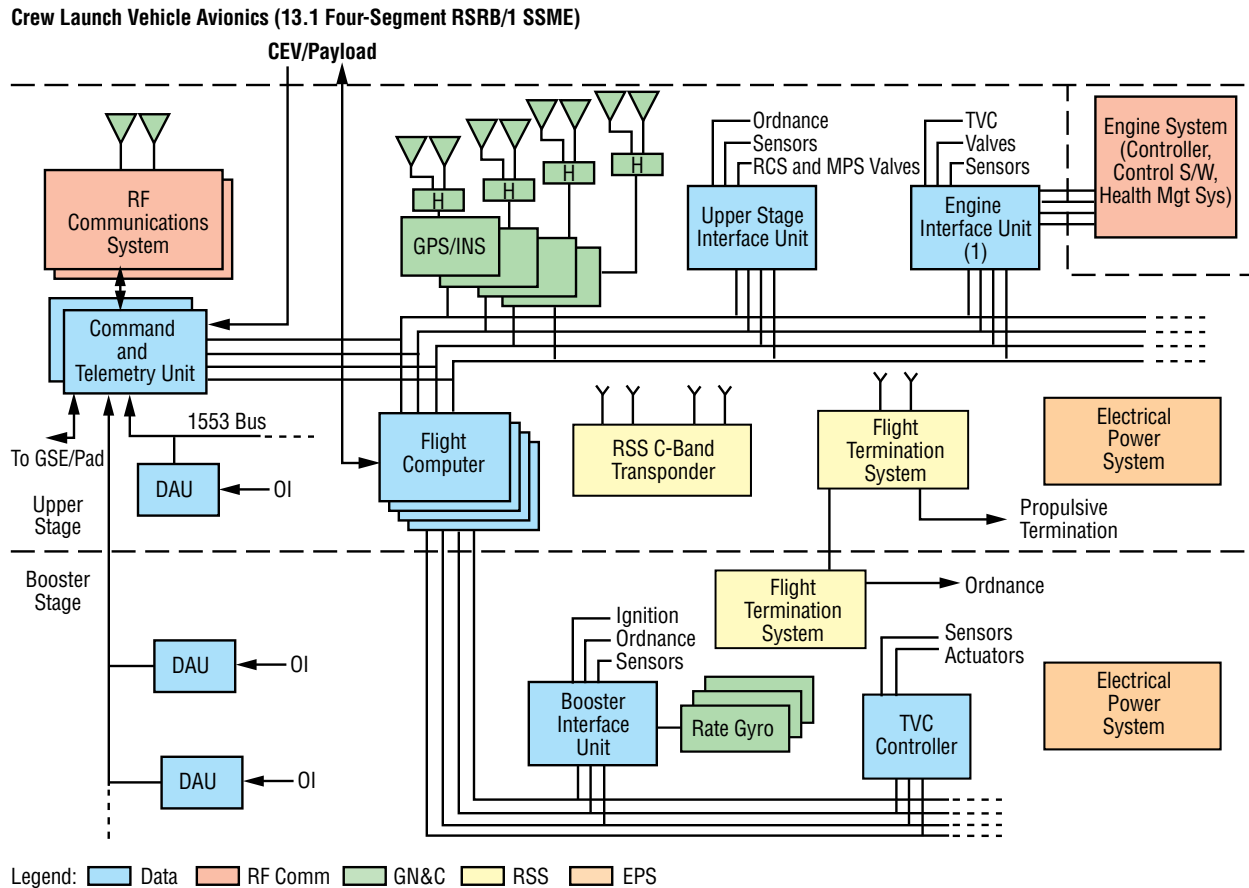 Crew Launch Vehicle Avionics (13.1 Four-Segment RSRB/1 SSME)
CEV/Payload
RF
Communications
System
H
H
H
H
GPS/INS
Ordnance
Sensors
RCS and MPS Valves
Upper Stage
Interface Unit
TVC
Valves
Sensors
Engine
Interface Unit
(1)
Engine System
(Controller,
Control S/W,
Health Mgt Sys)
Command
and
Telemetry Unit
1553 Bus
To GSE/Pad
DAU
OI
Upper
Stage
Flight
Computer
RSS C-Band
Transponder
Flight
Termination
System
Electrical
Power
System
Propulsive
Termination
Booster
Stage
Flight
Termination
System
Ordnance
DAU
OI
Ignition
Ordnance
Sensors
Booster
Interface
Unit
Rate Gyro
Sensors
Actuators
TVC
Controller
Electrical
Power
System
DAU
OI
Legend: Data RF Comm GN&C RSS EPS